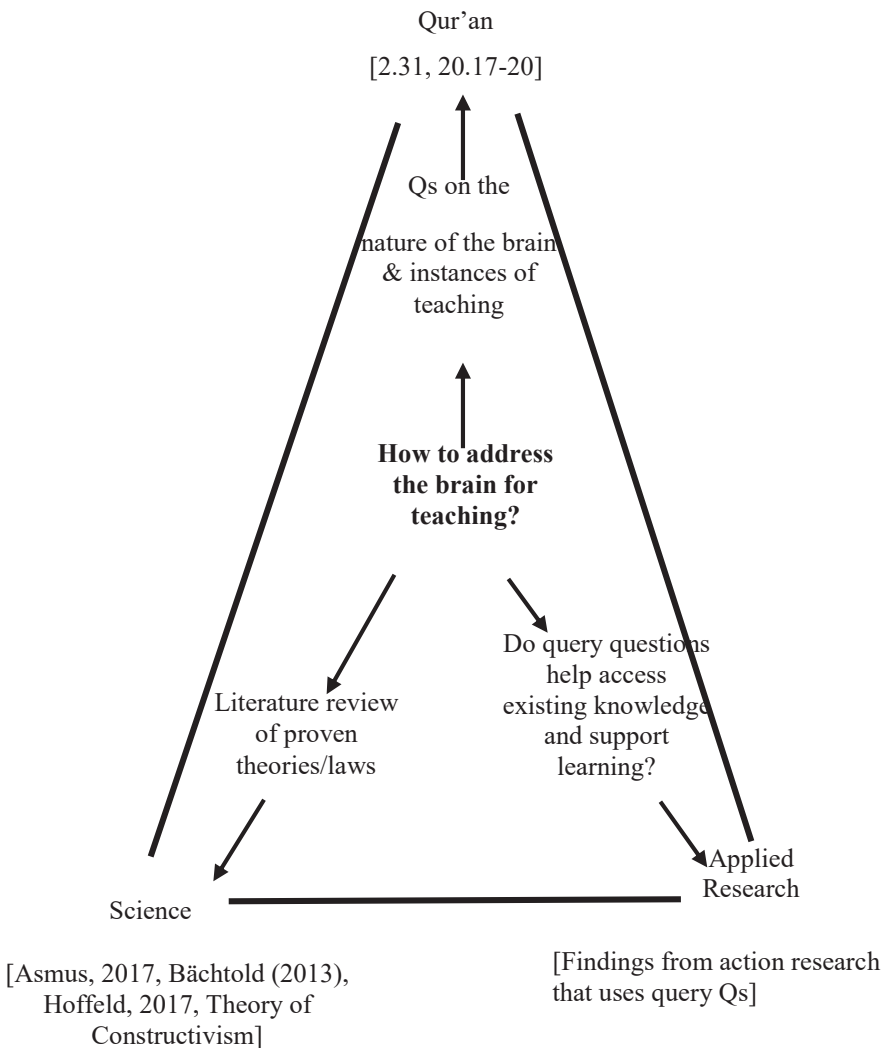 Qur’an
[2.31, 20.17-20]
Qs on the
nature of the brain
& instances of
teaching
How to address
the brain for
teaching?
Do query questions
help access
existing knowledge
and support
learning?
Literature review
of proven
theories/laws
Applied
Research
Science
[Findings from action research
that uses query Qs]
[Asmus, 2017, Bächtold (2013),
Hoffeld, 2017, Theory of
Constructivism]